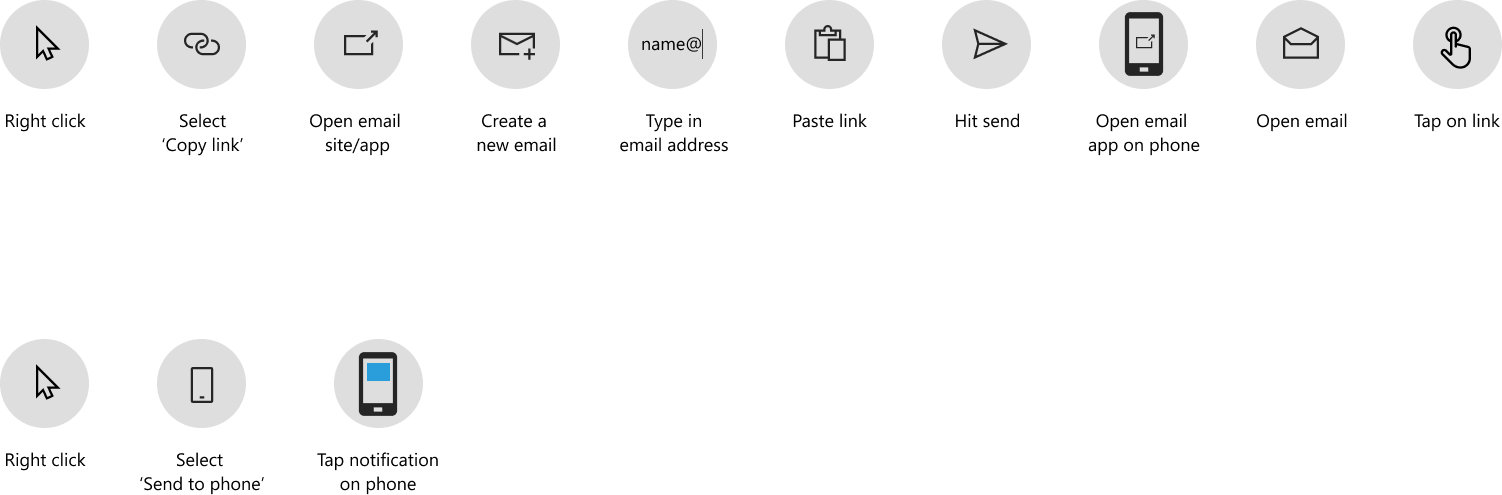 name@
Right click
Select
‘Copy link’
Open email
site/app
Create a
new email
Type in
email address
Paste link
Hit send
Open email
app on phone
Open email
Tap on link
Right click
Select
‘Send to phone’
Tap notification
on phone